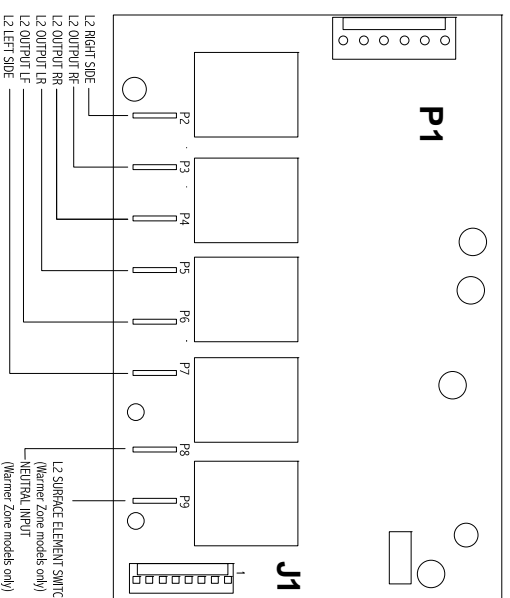 P1
L2 RIGHT SIDE
L2 OUTPUT RF
L2 OUTPUT RR
L2 OUTPUT LR
L2 OUTPUT LF
L2 LEFT SIDE
P2
P3
P4
P5
P6
P7
P8
P9
L2 SURFACE ELEMENT SWITC
(Warmer Zone models only)
NEUTRAL INPUT
(Warmer Zone models only)
J1
1